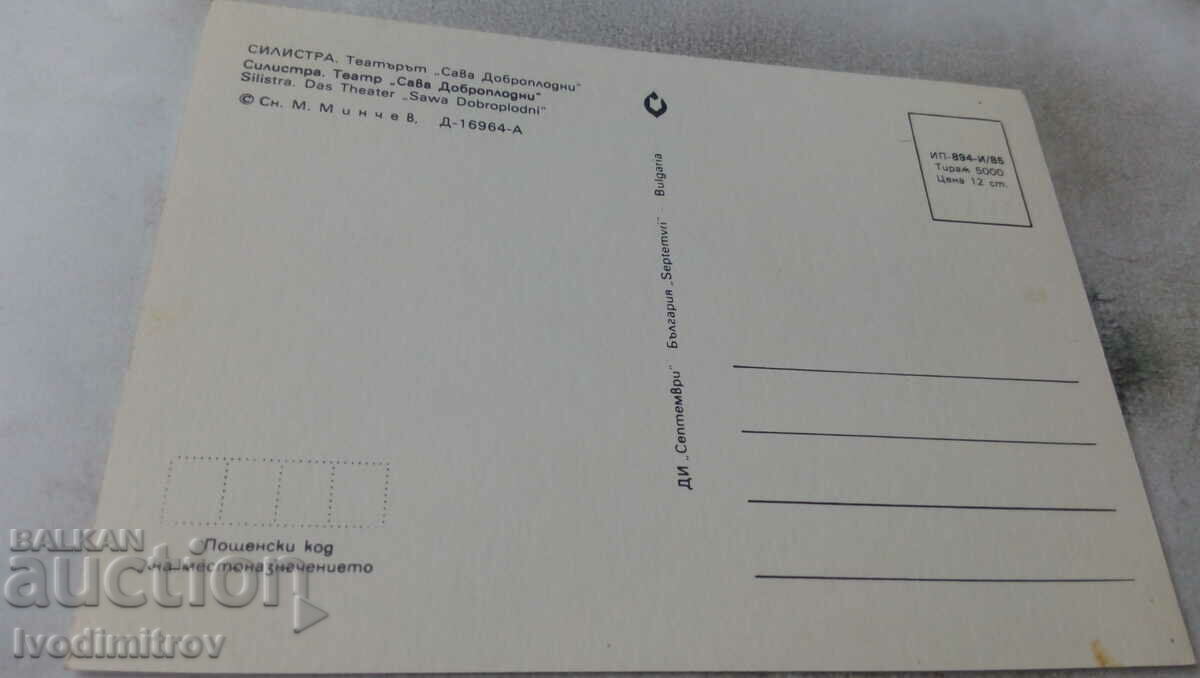 СИЛИСТРА. Театърът „Сава Доброплодни"
Силистра. Театр „Сава Доброплодни"
Silistra. Das Theater „Sawa Dobroplodni"
© Сн. М. Минчев, Д-16964-А
ИП-894-И/85
Тираж 5000
Цена 12 ст.
ДИ „Септември" България „Septemvri" - Bulgaria
Пощенски код
на местоназначението
BALKAN
auction
Ivodimitrov